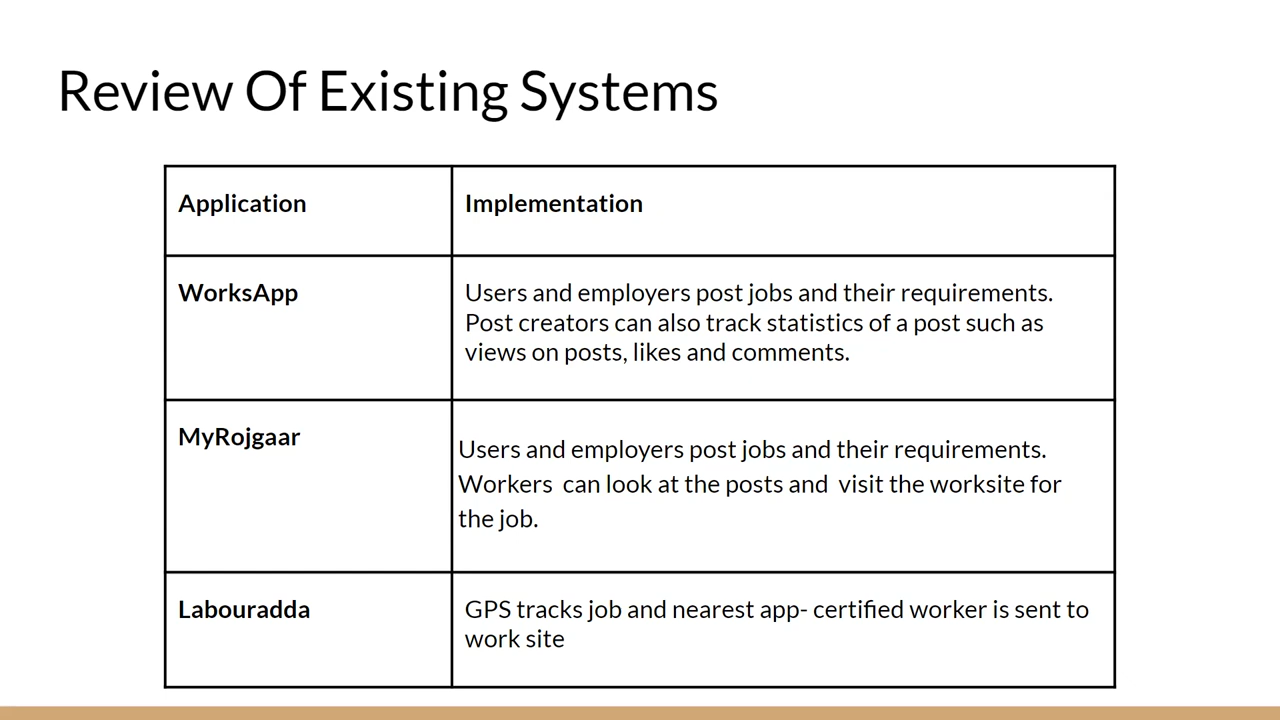 Review Of Existing Systems
Application
Implementation
WorksApp
Users and employers post jobs and their requirements.
Post creators can also track statistics of a post such as
views on posts, likes and comments.
MyRojgaar
Users and employers post jobs and their requirements.
Workers  can look at the posts and  visit the worksite for
the job.
Labouradda
GPS tracks job and nearest app- certified worker is sent to
work site